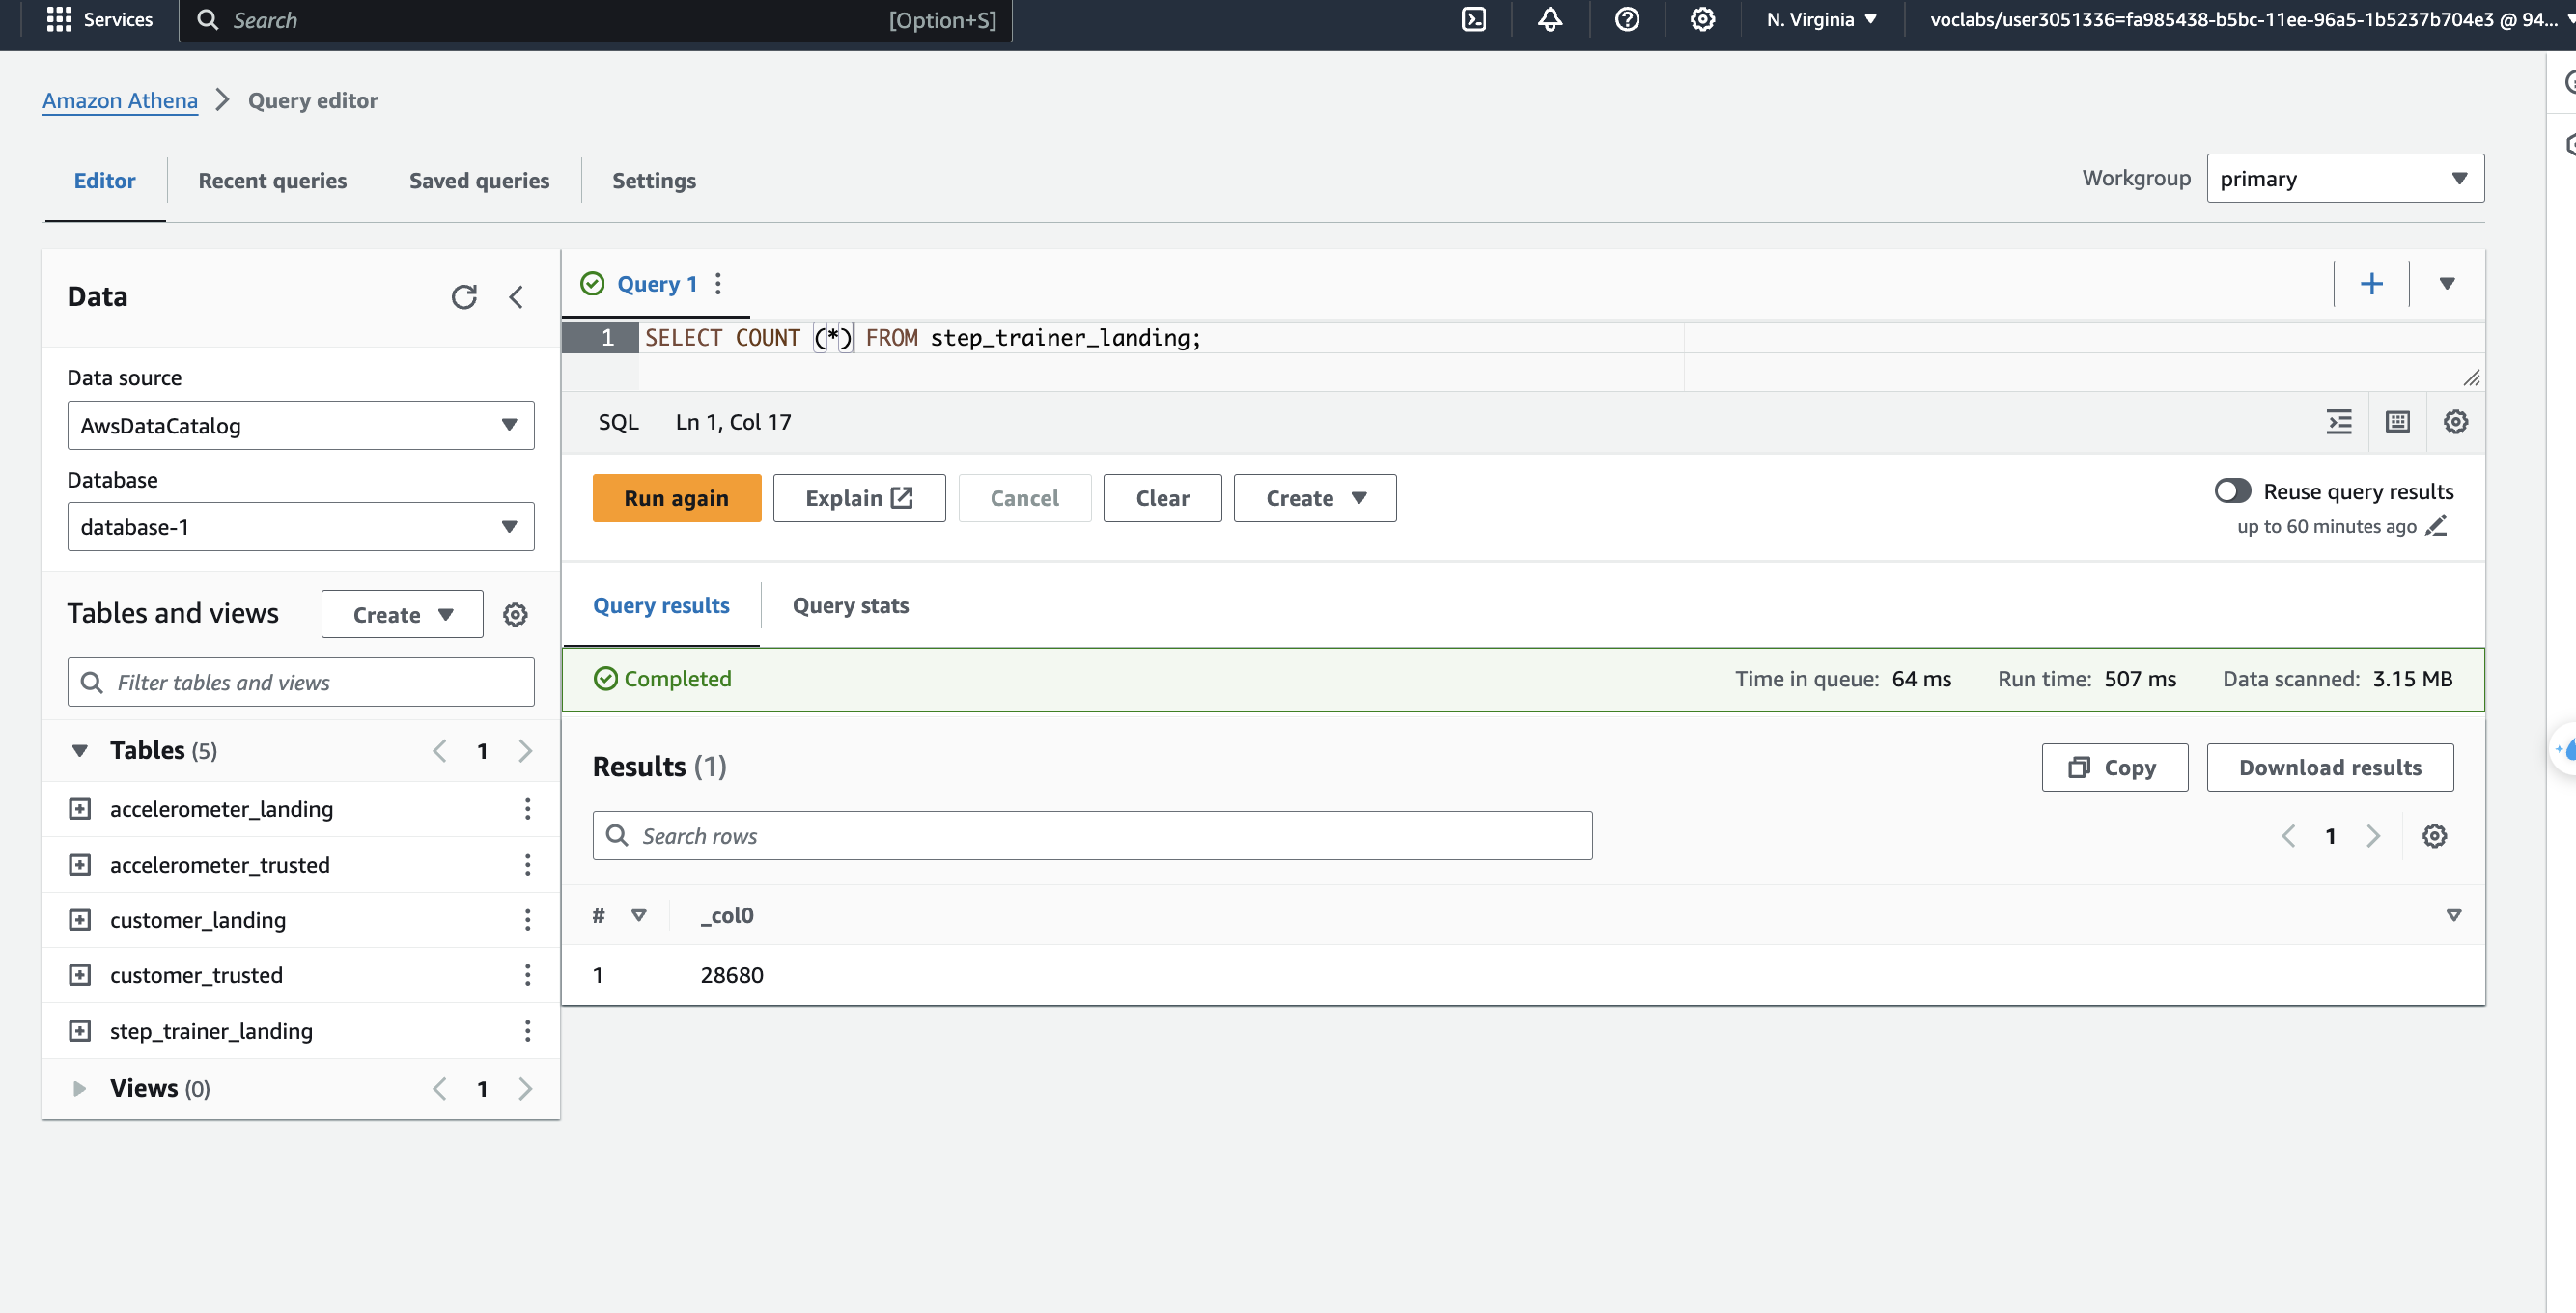 Services
Search
[Option+S]
N. Virginia
voclabs/user3051336=fa985438-b5bc-11ee-96a5-1b5237b704e3 @ 94...
Amazon Athena > Query editor
Editor
Recent queries
Saved queries
Settings
Workgroup
primary
Data
Data source
AwsDataCatalog
Database
database-1
Tables and views
Create
Filter tables and views
Tables (5)
1
accelerometer_landing
accelerometer_trusted
customer_landing
customer_trusted
step_trainer_landing
Views (0)
1
Query 1
1 SELECT COUNT (*) FROM step_trainer_landing;
SQL Ln 1, Col 17
Run again
Explain
Cancel
Clear
Create
Reuse query results
up to 60 minutes ago
Query results
Query stats
Completed
Time in queue: 64 ms
Run time: 507 ms
Data scanned: 3.15 MB
Results (1)
Copy
Download results
Search rows
1
# _col0
1 28680